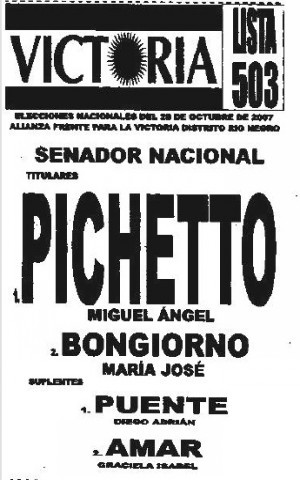 VICTORIA
LISTA
503
ELECCIONES NACIONALES DEL 28 DE OCTUBRE DE 2007
ALIANZA FRENTE PARA LA VICTORIA DISTRITO RIO NEGRO
SENADOR NACIONAL
TITULARES
1. PICHETTO
MIGUEL ÁNGEL
2. BONGIORNO
MARÍA JOSÉ
SUPLENTES
1. PUENTE
DIEGO ADRIÁN
2. AMAR
GRACIELA ISABEL